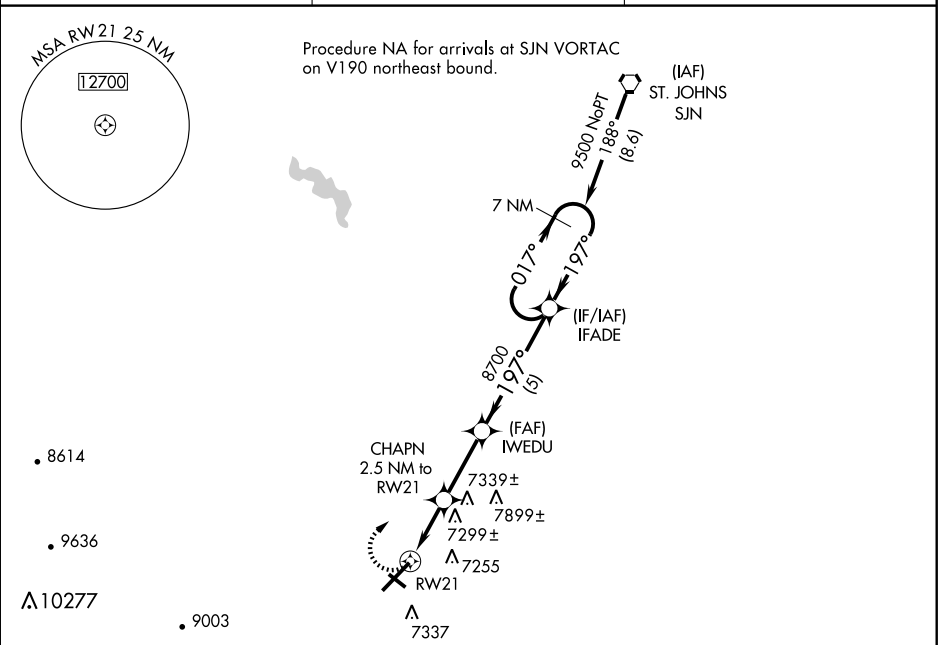 MSA RW21 25 NM
12700
Procedure NA for arrivals at SJN VORTAC
on V190 northeast bound.
(IAF)
ST. JOHNS
SJN
9500 NoPT
188°
(8.6)
7 NM
017°
197°
(IF/IAF)
IFADE
8700
197°
(5)
(FAF)
IWEDU
CHAPN
2.5 NM to
RW21
7339±
7899±
7299±
7255
RW21
7337
8614
9636
10277
9003